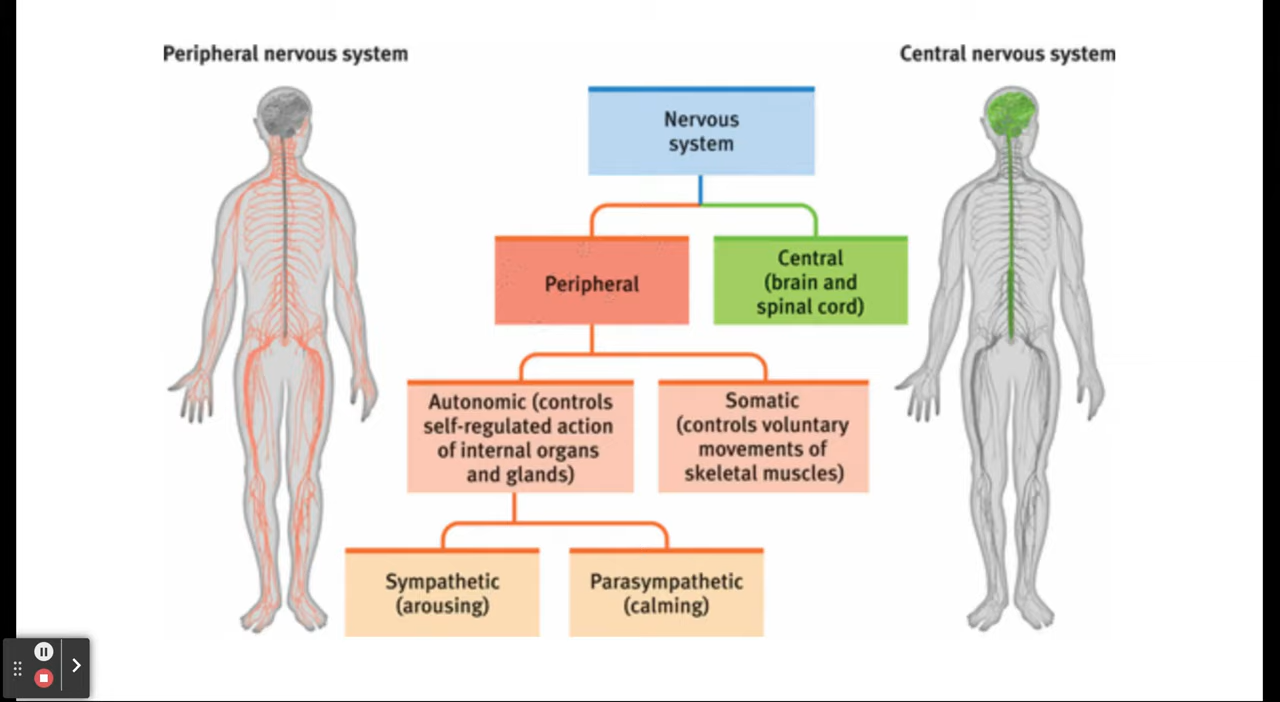 Peripheral nervous system
Central nervous system
Nervous
system
Peripheral
Central
(brain and
spinal cord)
Autonomic (controls
self-regulated action
of internal organs
and glands)
Somatic
(controls voluntary
movements of
skeletal muscles)
Sympathetic
(arousing)
Parasympathetic
(calming)